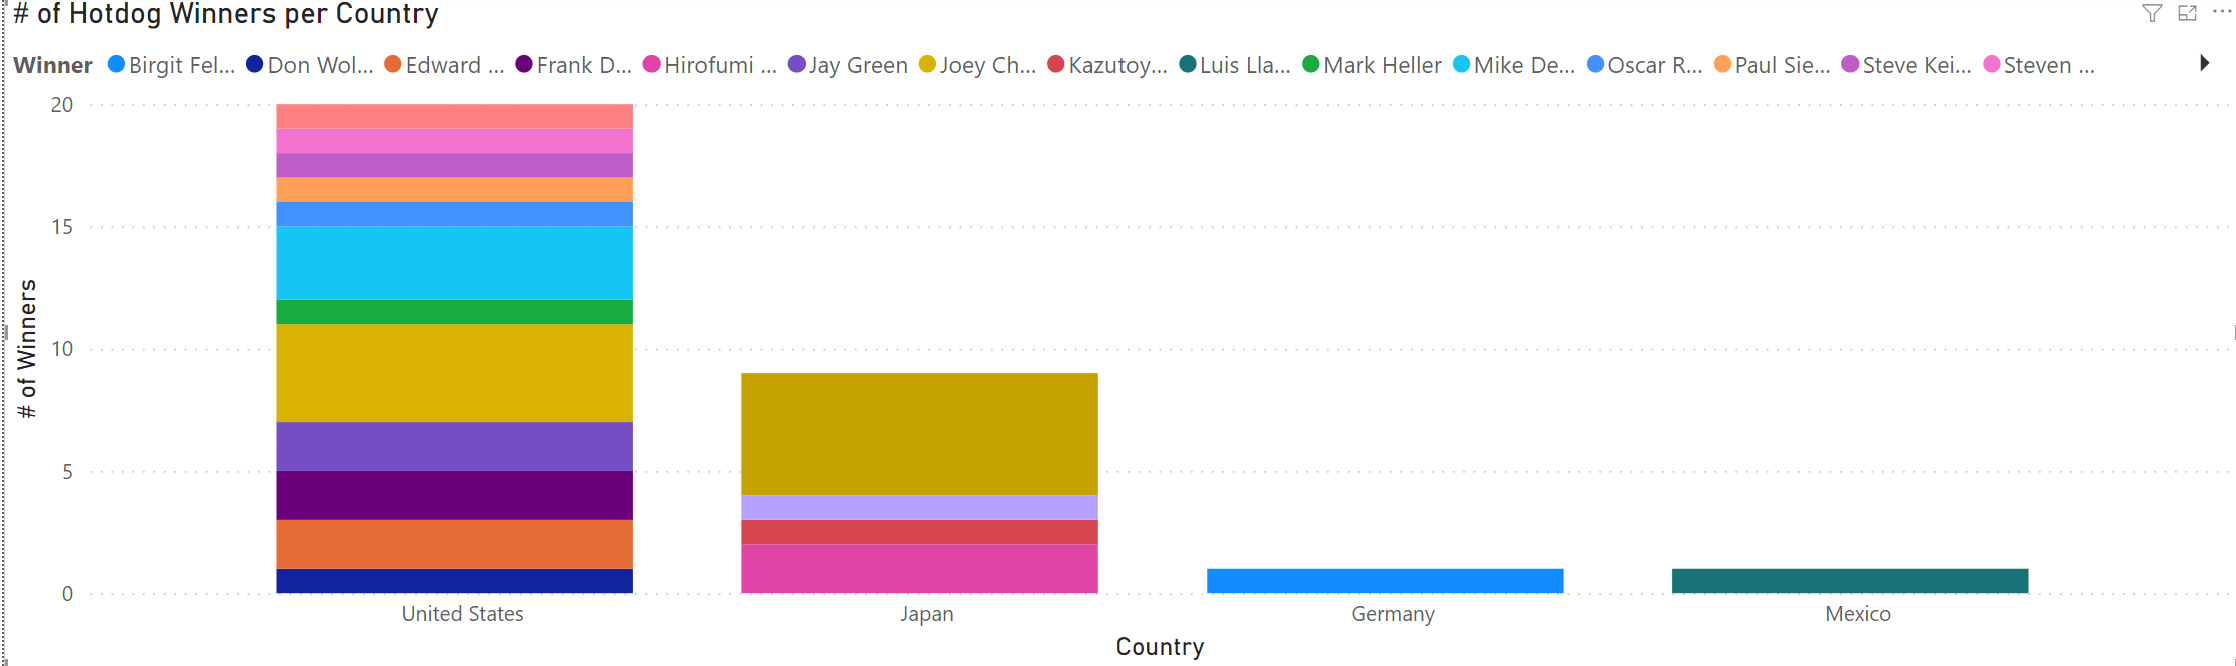 # of Hotdog Winners per Country
Winner Birgit Fel... Don Wol... Edward ... Frank D... Hirofumi ... Jay Green Joey Ch... Kazutoy... Luis Lla... Mark Heller Mike De... Oscar R... Paul Sie... Steve Kei... Steven ...
20
15
10
5
0
# of Winners
United States Japan Germany Mexico
Country